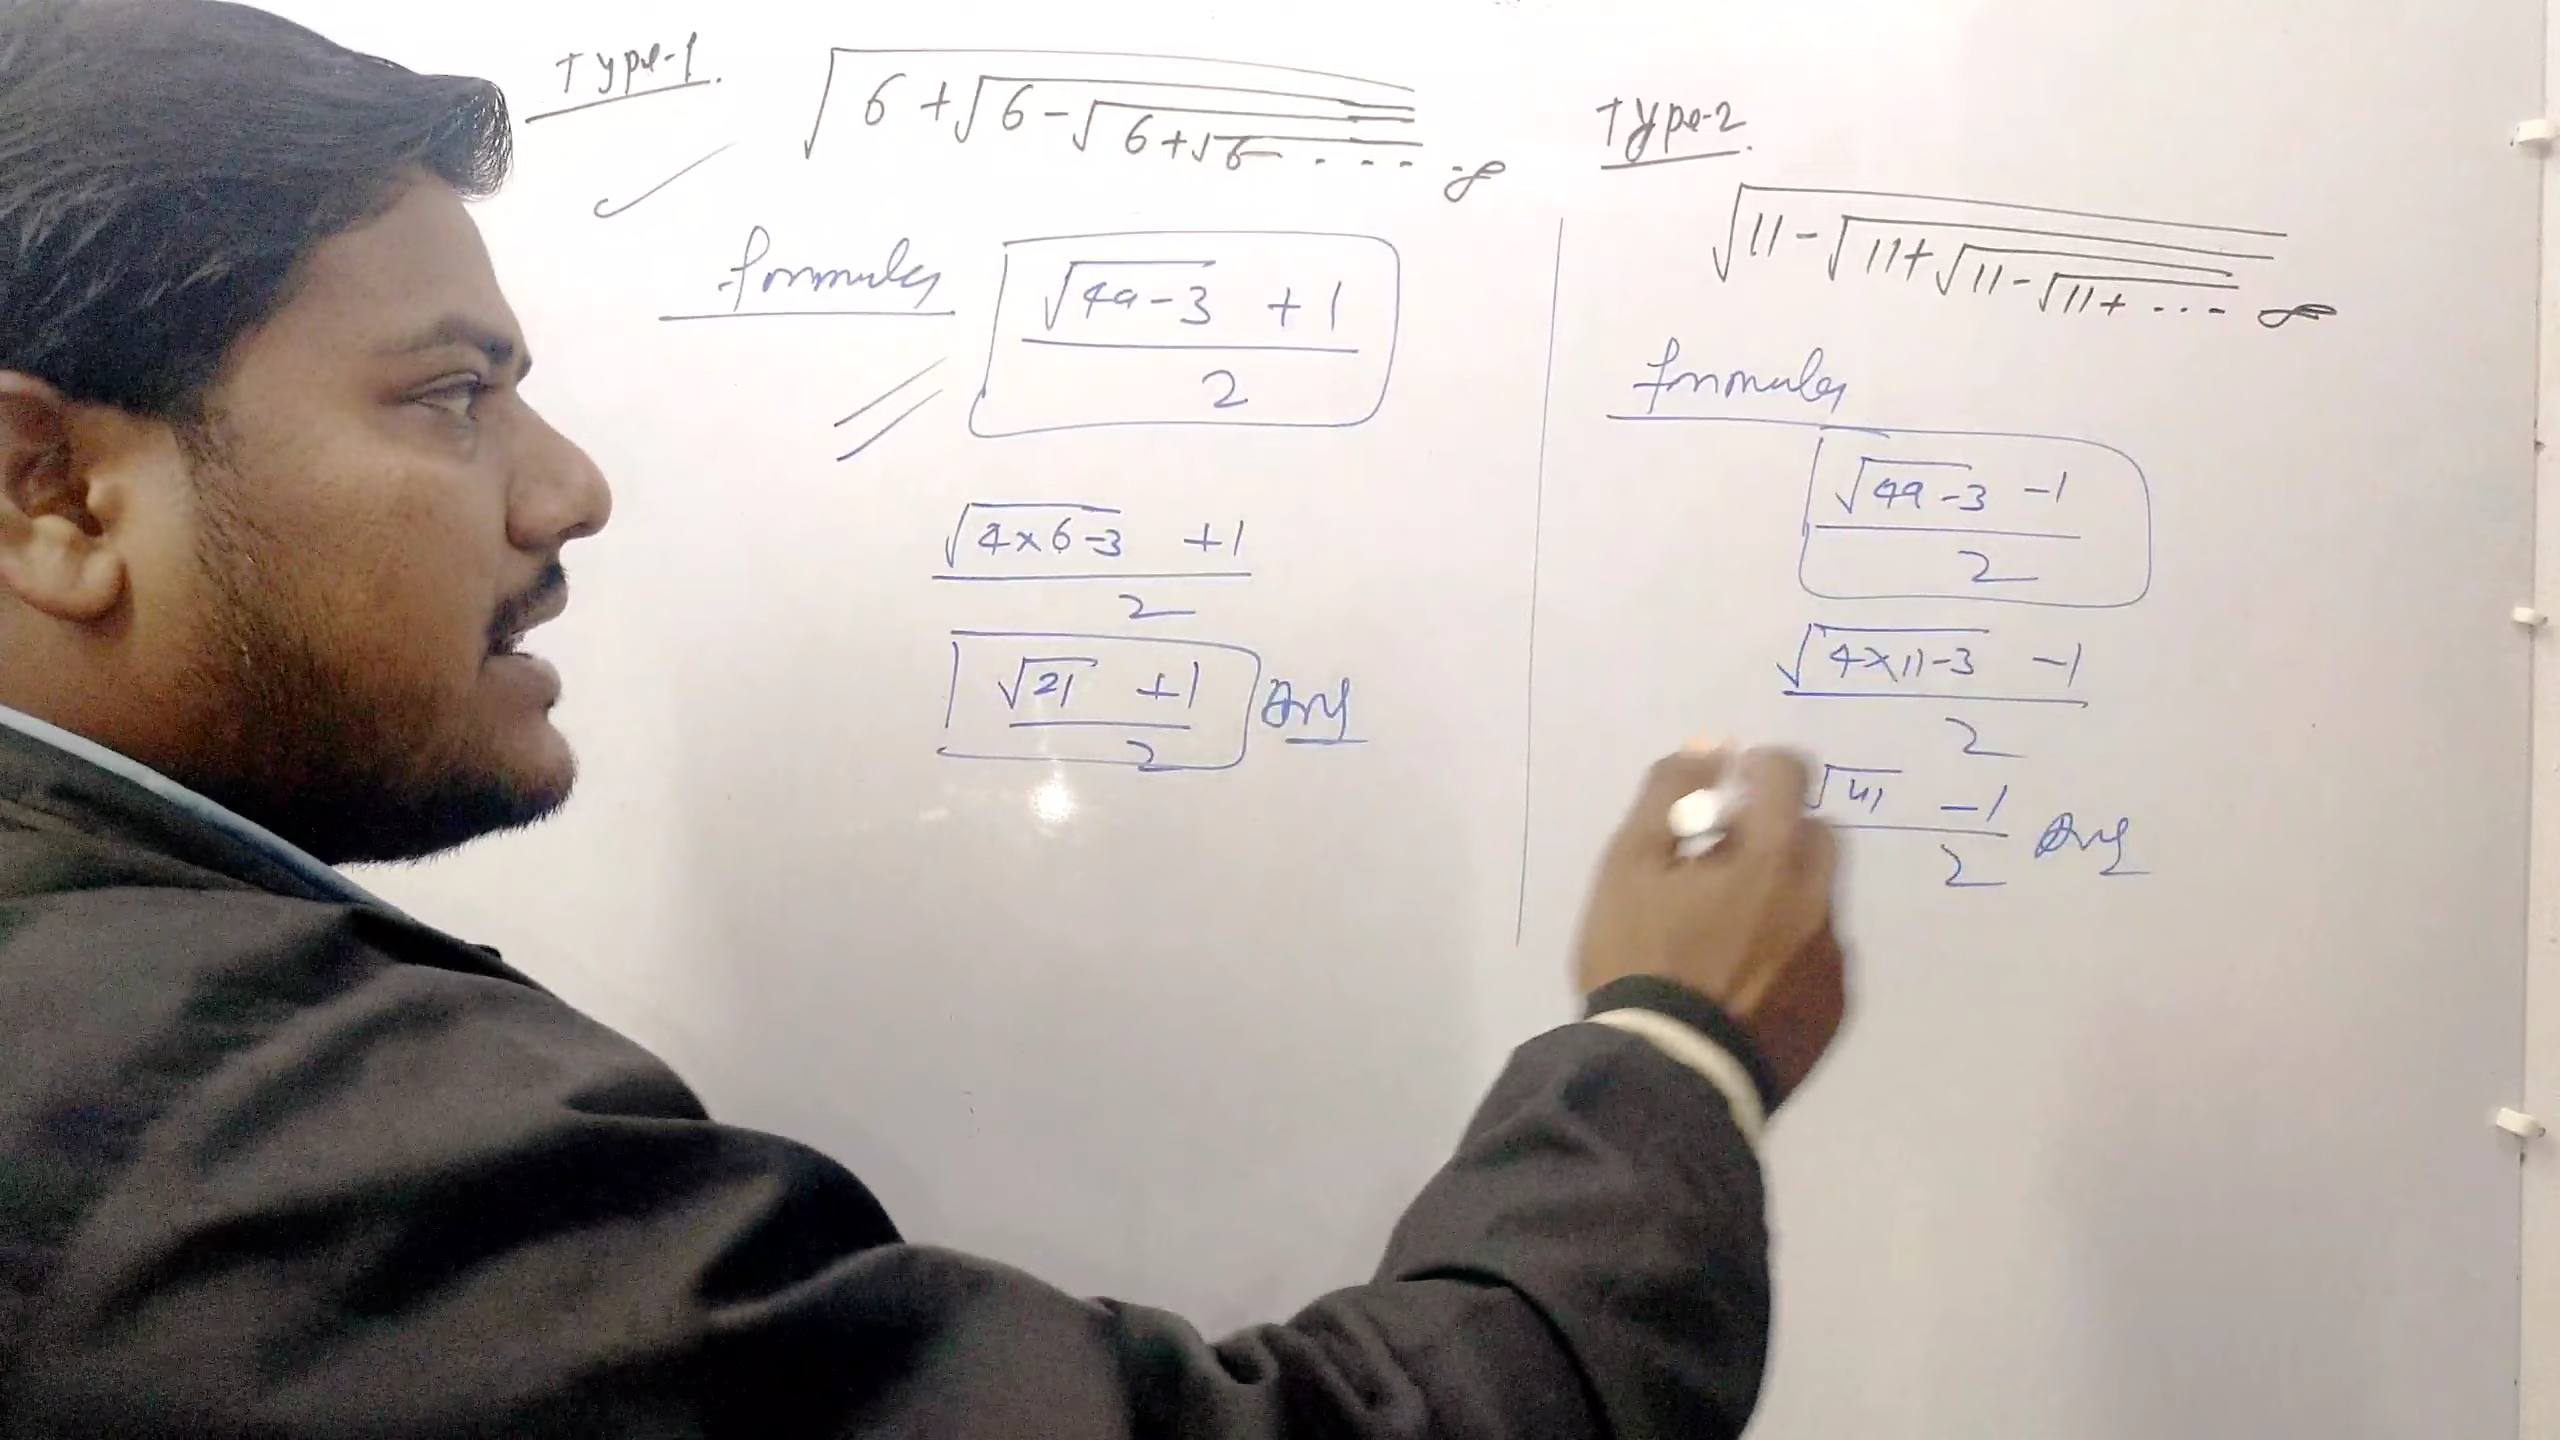 Type-1.
√6+√6-√6+√6- . . . . ∞
formula
√4a-3 +1
2
√4×6-3 +1
2
√21 +1
2
Ans
Type-2.
√11-√11+√11-√11+ ... ∞
formula
√4a-3 -1
2
√4×11-3 -1
2
√41 -1
2
Ans